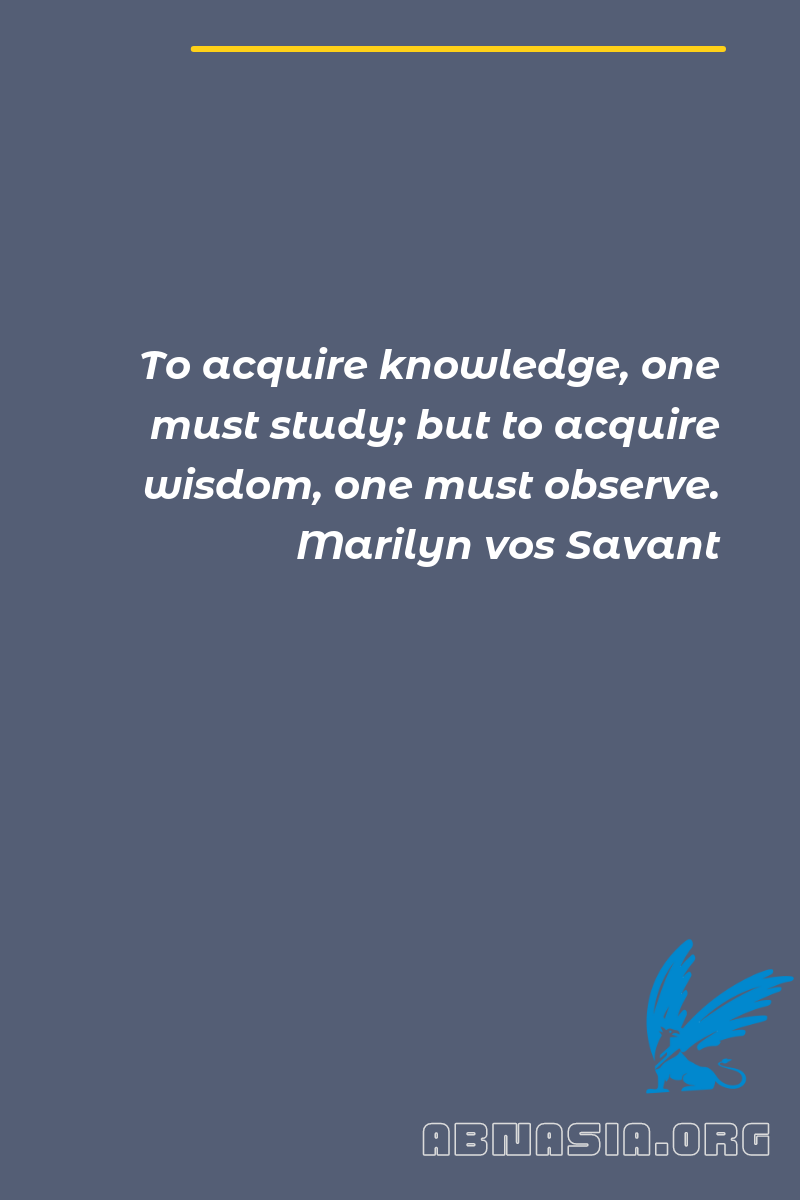 To acquire knowledge, one
must study; but to acquire
wisdom, one must observe.
Marilyn vos Savant
ABNASIA.ORG